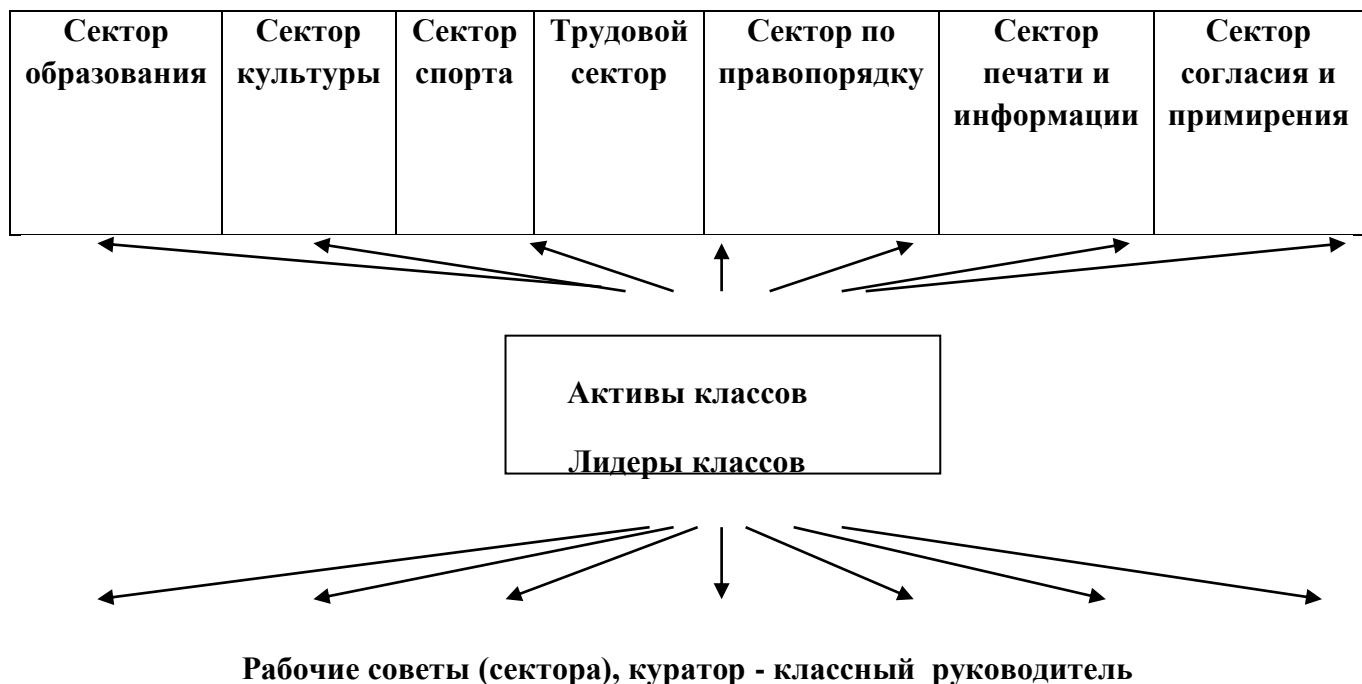 Сектор образования
Сектор культуры
Сектор спорта
Трудовой сектор
Сектор по правопорядку
Сектор печати и информации
Сектор согласия и примирения
Активы классов
Лидеры классов
Рабочие советы (сектора), куратор - классный руководитель